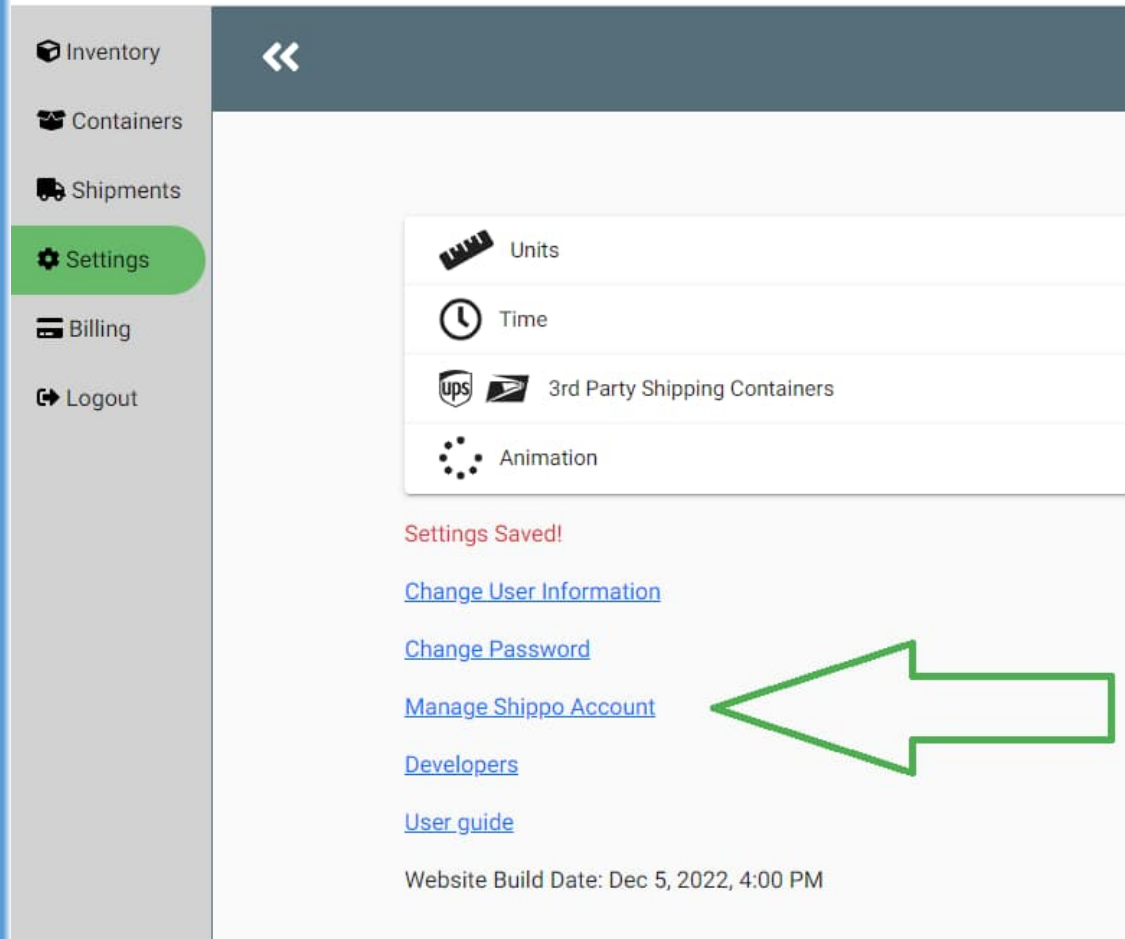 Inventory
Containers
Shipments
Settings
Billing
Logout
Units
Time
ups 3rd Party Shipping Containers
Animation
Settings Saved!
Change User Information
Change Password
Manage Shippo Account
Developers
User guide
Website Build Date: Dec 5, 2022, 4:00 PM